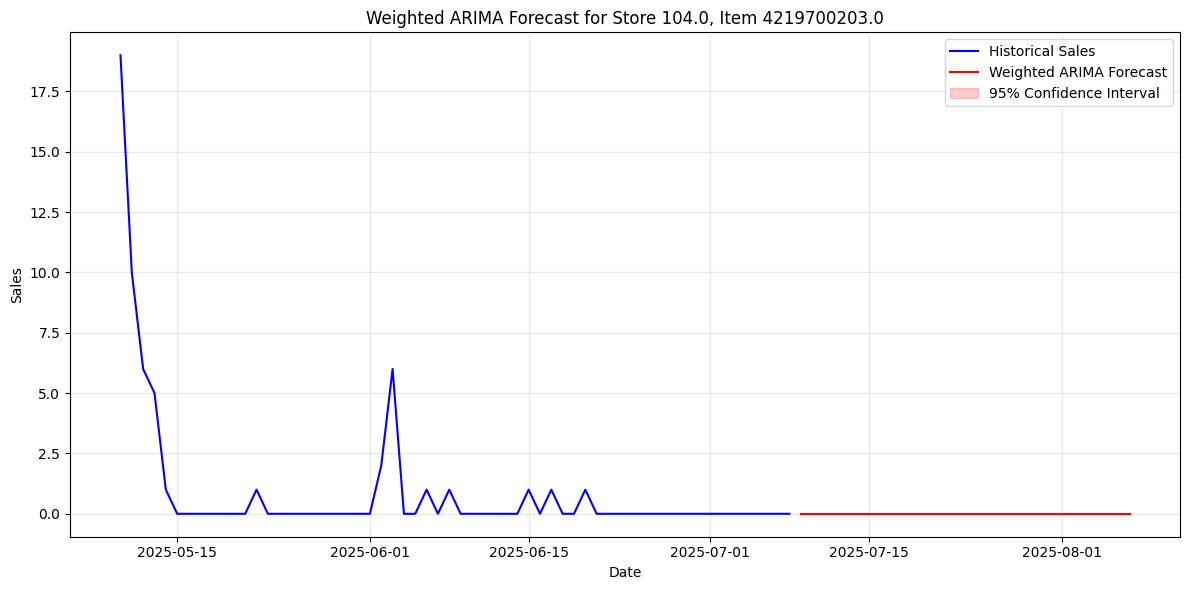 Weighted ARIMA Forecast for Store 104.0, Item 4219700203.0
Historical Sales
Weighted ARIMA Forecast
95% Confidence Interval
Sales
17.5
15.0
12.5
10.0
7.5
5.0
2.5
0.0
2025-05-15
2025-06-01
2025-06-15
2025-07-01
2025-07-15
2025-08-01
Date